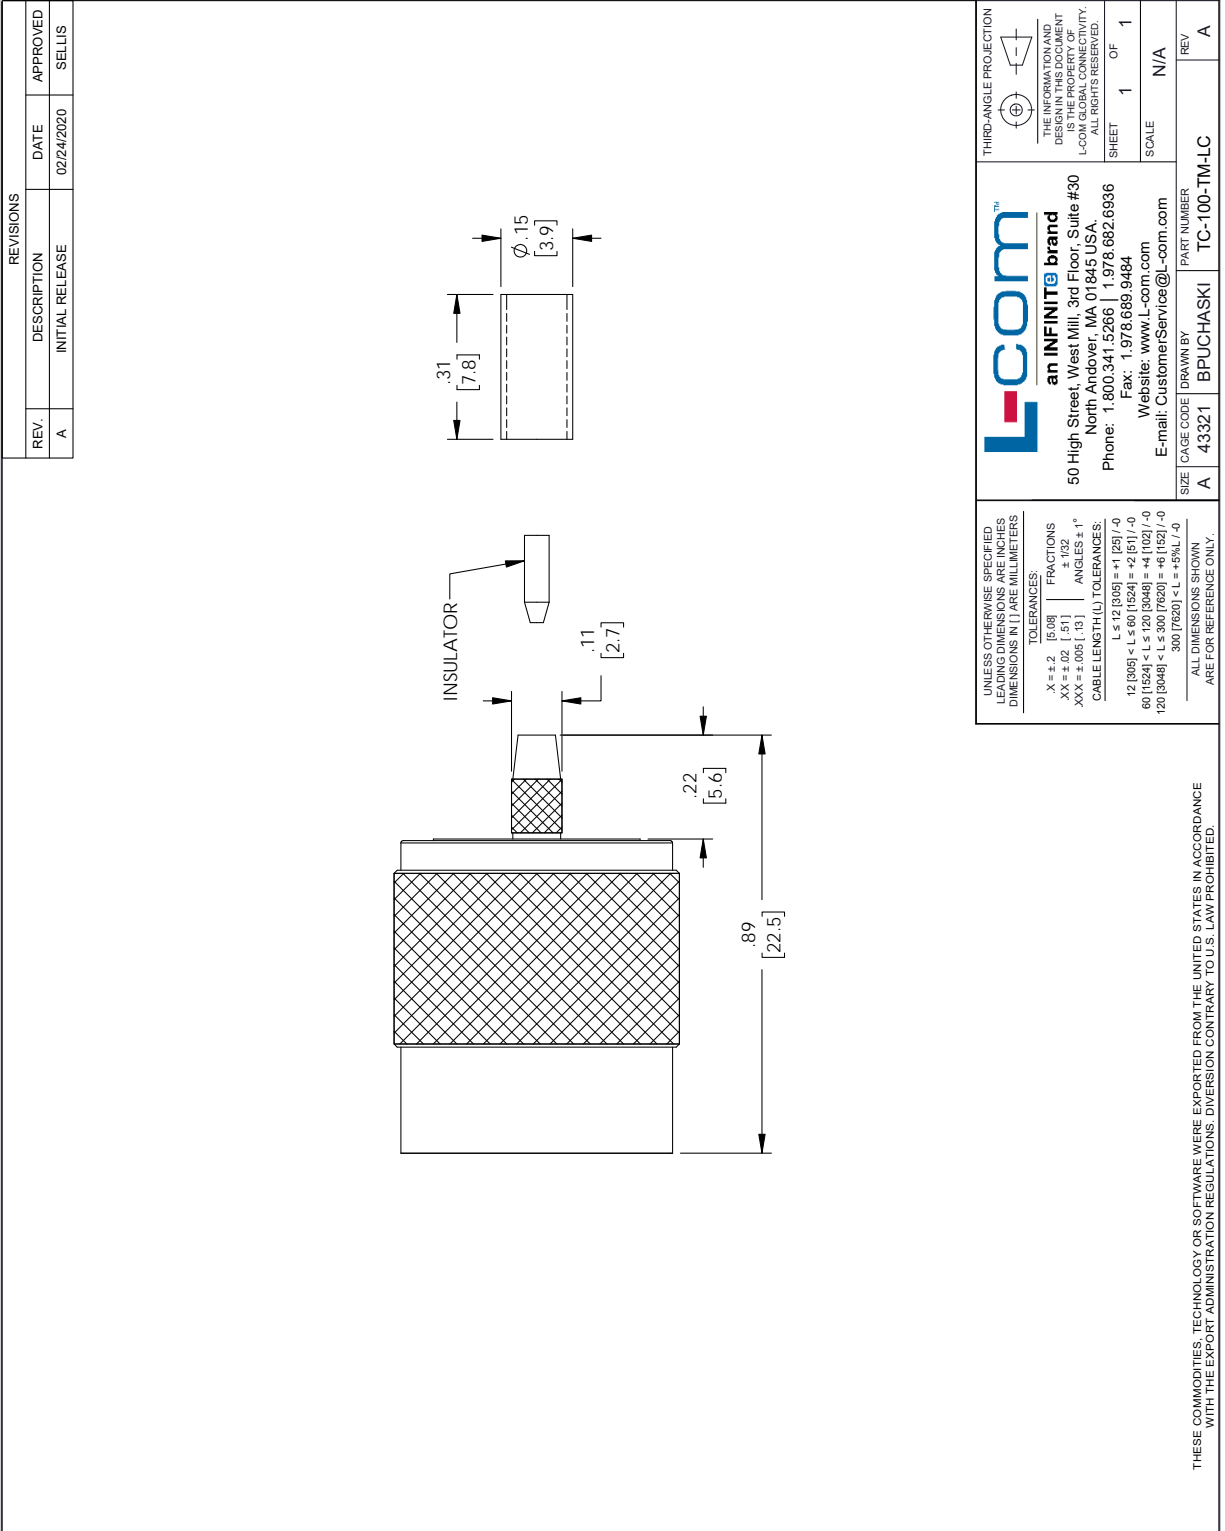 REVISIONS
REV. DESCRIPTION DATE APPROVED
A INITIAL RELEASE 02/24/2020 SELLIS
INSULATOR
.11
[2.7]
.22
[5.6]
.89
[22.5]
.31
[7.8]
Ø.15
[3.9]
UNLESS OTHERWISE SPECIFIED
LEADING DIMENSIONS ARE INCHES
DIMENSIONS IN [ ] ARE MILLIMETERS
TOLERANCES:
.X = ± .2 [5.08] FRACTIONS
.XX = ± .02 [ .51] ± 1/32
.XXX = ± .005 [ .13] ANGLES ± 1°
CABLE LENGTH (L) TOLERANCES:
L ≤ 12 [305] = +1 [25] / -0
12 [305] < L ≤ 60 [1524] = +2 [51] / -0
60 [1524] < L ≤ 120 [3048] = +4 [102] / -0
120 [3048] < L ≤ 300 [7620] = +6 [152] / -0
300 [7620] < L = +5%L / -0
ALL DIMENSIONS SHOWN
ARE FOR REFERENCE ONLY.
L-com™
an INFINITe brand
50 High Street, West Mill, 3rd Floor, Suite #30
North Andover, MA 01845 USA.
Phone: 1.800.341.5266 | 1.978.682.6936
Fax: 1.978.689.9484
Website: www.L-com.com
E-mail: CustomerService@L-com.com
THIRD-ANGLE PROJECTION
THE INFORMATION AND
DESIGN IN THIS DOCUMENT
IS THE PROPERTY OF
L-COM GLOBAL CONNECTIVITY.
ALL RIGHTS RESERVED.
SHEET 1 OF 1
SCALE N/A
SIZE CAGE CODE DRAWN BY PART NUMBER REV
A 43321 BPUCHASKI TC-100-TM-LC A
THESE COMMODITIES, TECHNOLOGY OR SOFTWARE WERE EXPORTED FROM THE UNITED STATES IN ACCORDANCE
WITH THE EXPORT ADMINISTRATION REGULATIONS. DIVERSION CONTRARY TO U.S. LAW PROHIBITED.